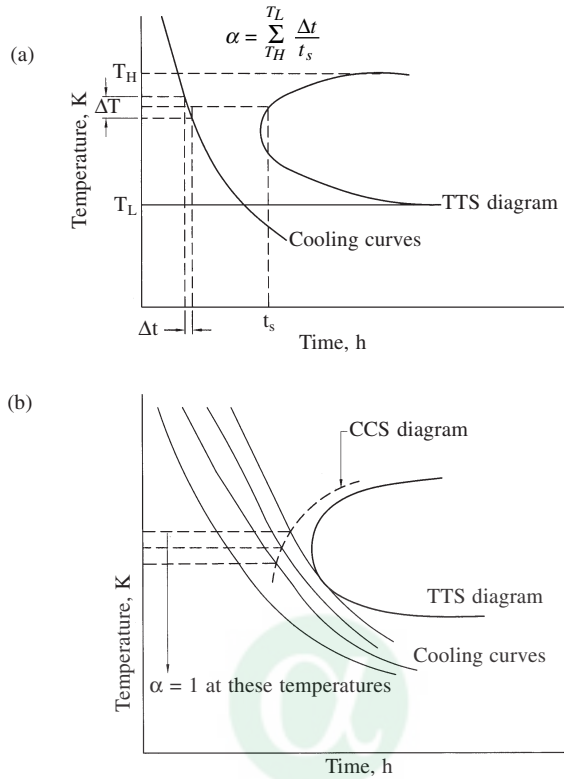 (a)
α = T_L Σ T_H Δt / t_s
Temperature, K
T_H
ΔT
T_L
TTS diagram
Cooling curves
Δt
t_s
Time, h
(b)
CCS diagram
Temperature, K
TTS diagram
Cooling curves
α = 1 at these temperatures
Time, h